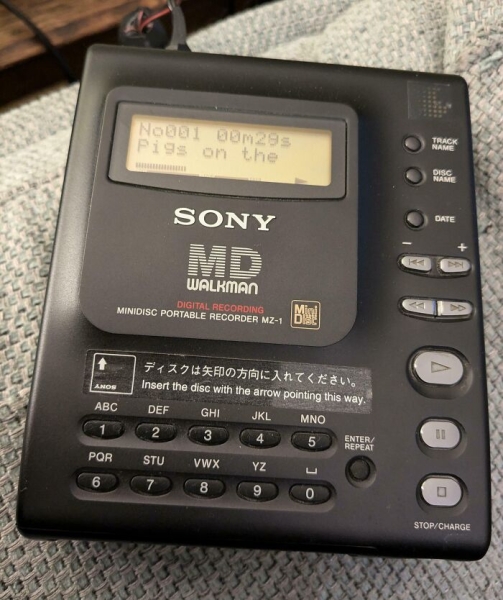 No001 00m29s
Pigs on the
SONY
MD
WALKMAN
DIGITAL RECORDING
MINIDISC PORTABLE RECORDER MZ-1
Mini
Disc
TRACK
NAME
DISC
NAME
DATE
− +
ディスクは矢印の方向に入れてください。
Insert the disc with the arrow pointing this way.
SONY
ABC DEF GHI JKL MNO
1 2 3 4 5
ENTER/
REPEAT
PQR STU VWX YZ ⌴
6 7 8 9 0
STOP/CHARGE